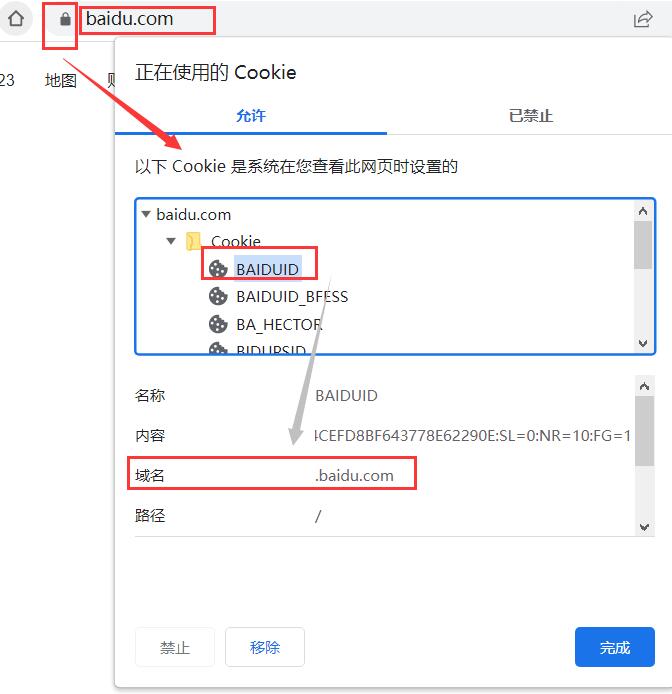 baidu.com
23 地图
正在使用的 Cookie
允许 已禁止
以下 Cookie 是系统在您查看此网页时设置的
baidu.com
Cookie
BAIDUID
BAIDUID_BFESS
BA_HECTOR
BIDUPSID
名称 BAIDUID
内容 4CEFD8BF643778E62290E:SL=0:NR=10:FG=1
域名 .baidu.com
路径 /
禁止 移除 完成